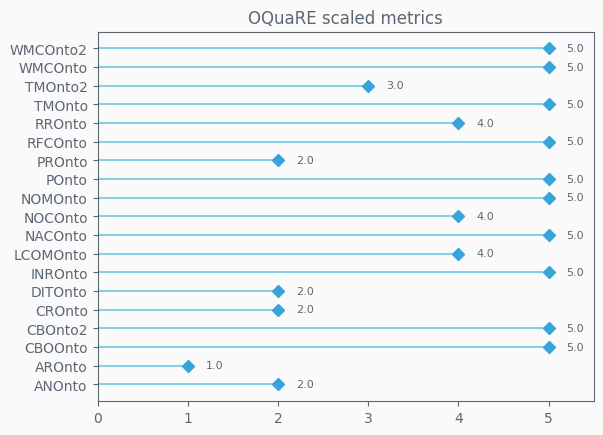 OQuaRE scaled metrics
WMCOnto2 5.0
WMCOnto 5.0
TMOnto2 3.0
TMOnto 5.0
RROnto 4.0
RFCOnto 5.0
PROnto 2.0
POnto 5.0
NOMOnto 5.0
NOCOnto 4.0
NACOnto 5.0
LCOMOnto 4.0
INROnto 5.0
DITOnto 2.0
CROnto 2.0
CBOnto2 5.0
CBOOnto 5.0
AROnto 1.0
ANOnto 2.0
0 1 2 3 4 5